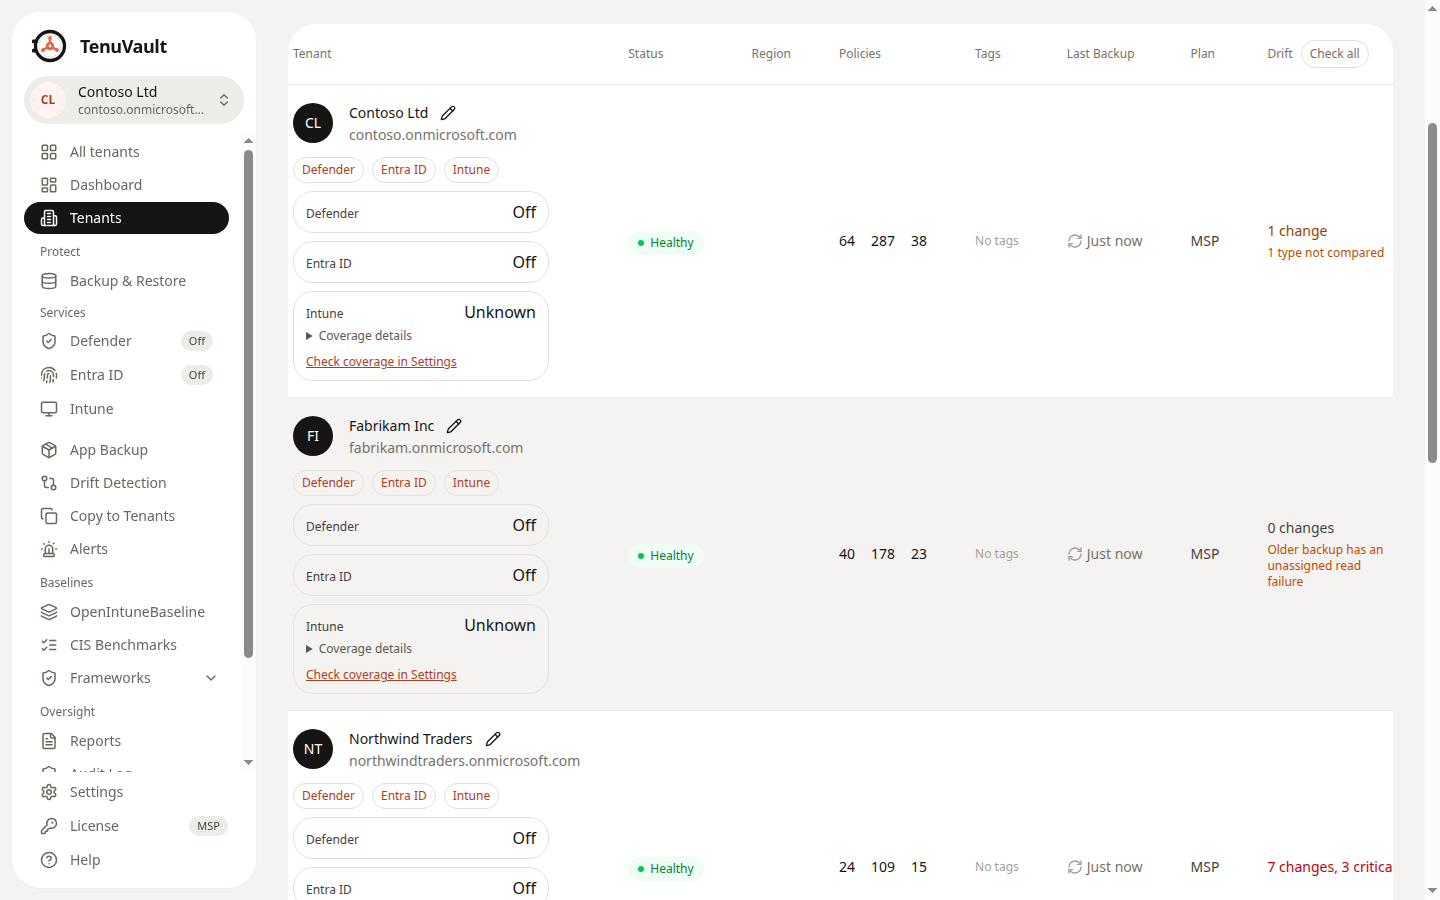 TenuVault
CL
Contoso Ltd
contoso.onmicrosoft...
All tenants
Dashboard
Tenants
Protect
Backup & Restore
Services
Defender Off
Entra ID Off
Intune
App Backup
Drift Detection
Copy to Tenants
Alerts
Baselines
OpenIntuneBaseline
CIS Benchmarks
Frameworks
Oversight
Reports
Audit Log
Settings
License MSP
Help
Tenant Status Region Policies Tags Last Backup Plan Drift Check all
CL
Contoso Ltd
contoso.onmicrosoft.com
Defender Entra ID Intune
Defender Off
Entra ID Off
Intune Unknown
Coverage details
Check coverage in Settings
Healthy
64 287 38
No tags
Just now
MSP
1 change
1 type not compared
FI
Fabrikam Inc
fabrikam.onmicrosoft.com
Defender Entra ID Intune
Defender Off
Entra ID Off
Intune Unknown
Coverage details
Check coverage in Settings
Healthy
40 178 23
No tags
Just now
MSP
0 changes
Older backup has an
unassigned read
failure
NT
Northwind Traders
northwindtraders.onmicrosoft.com
Defender Entra ID Intune
Defender Off
Entra ID Off
Healthy
24 109 15
No tags
Just now
MSP
7 changes, 3 critica